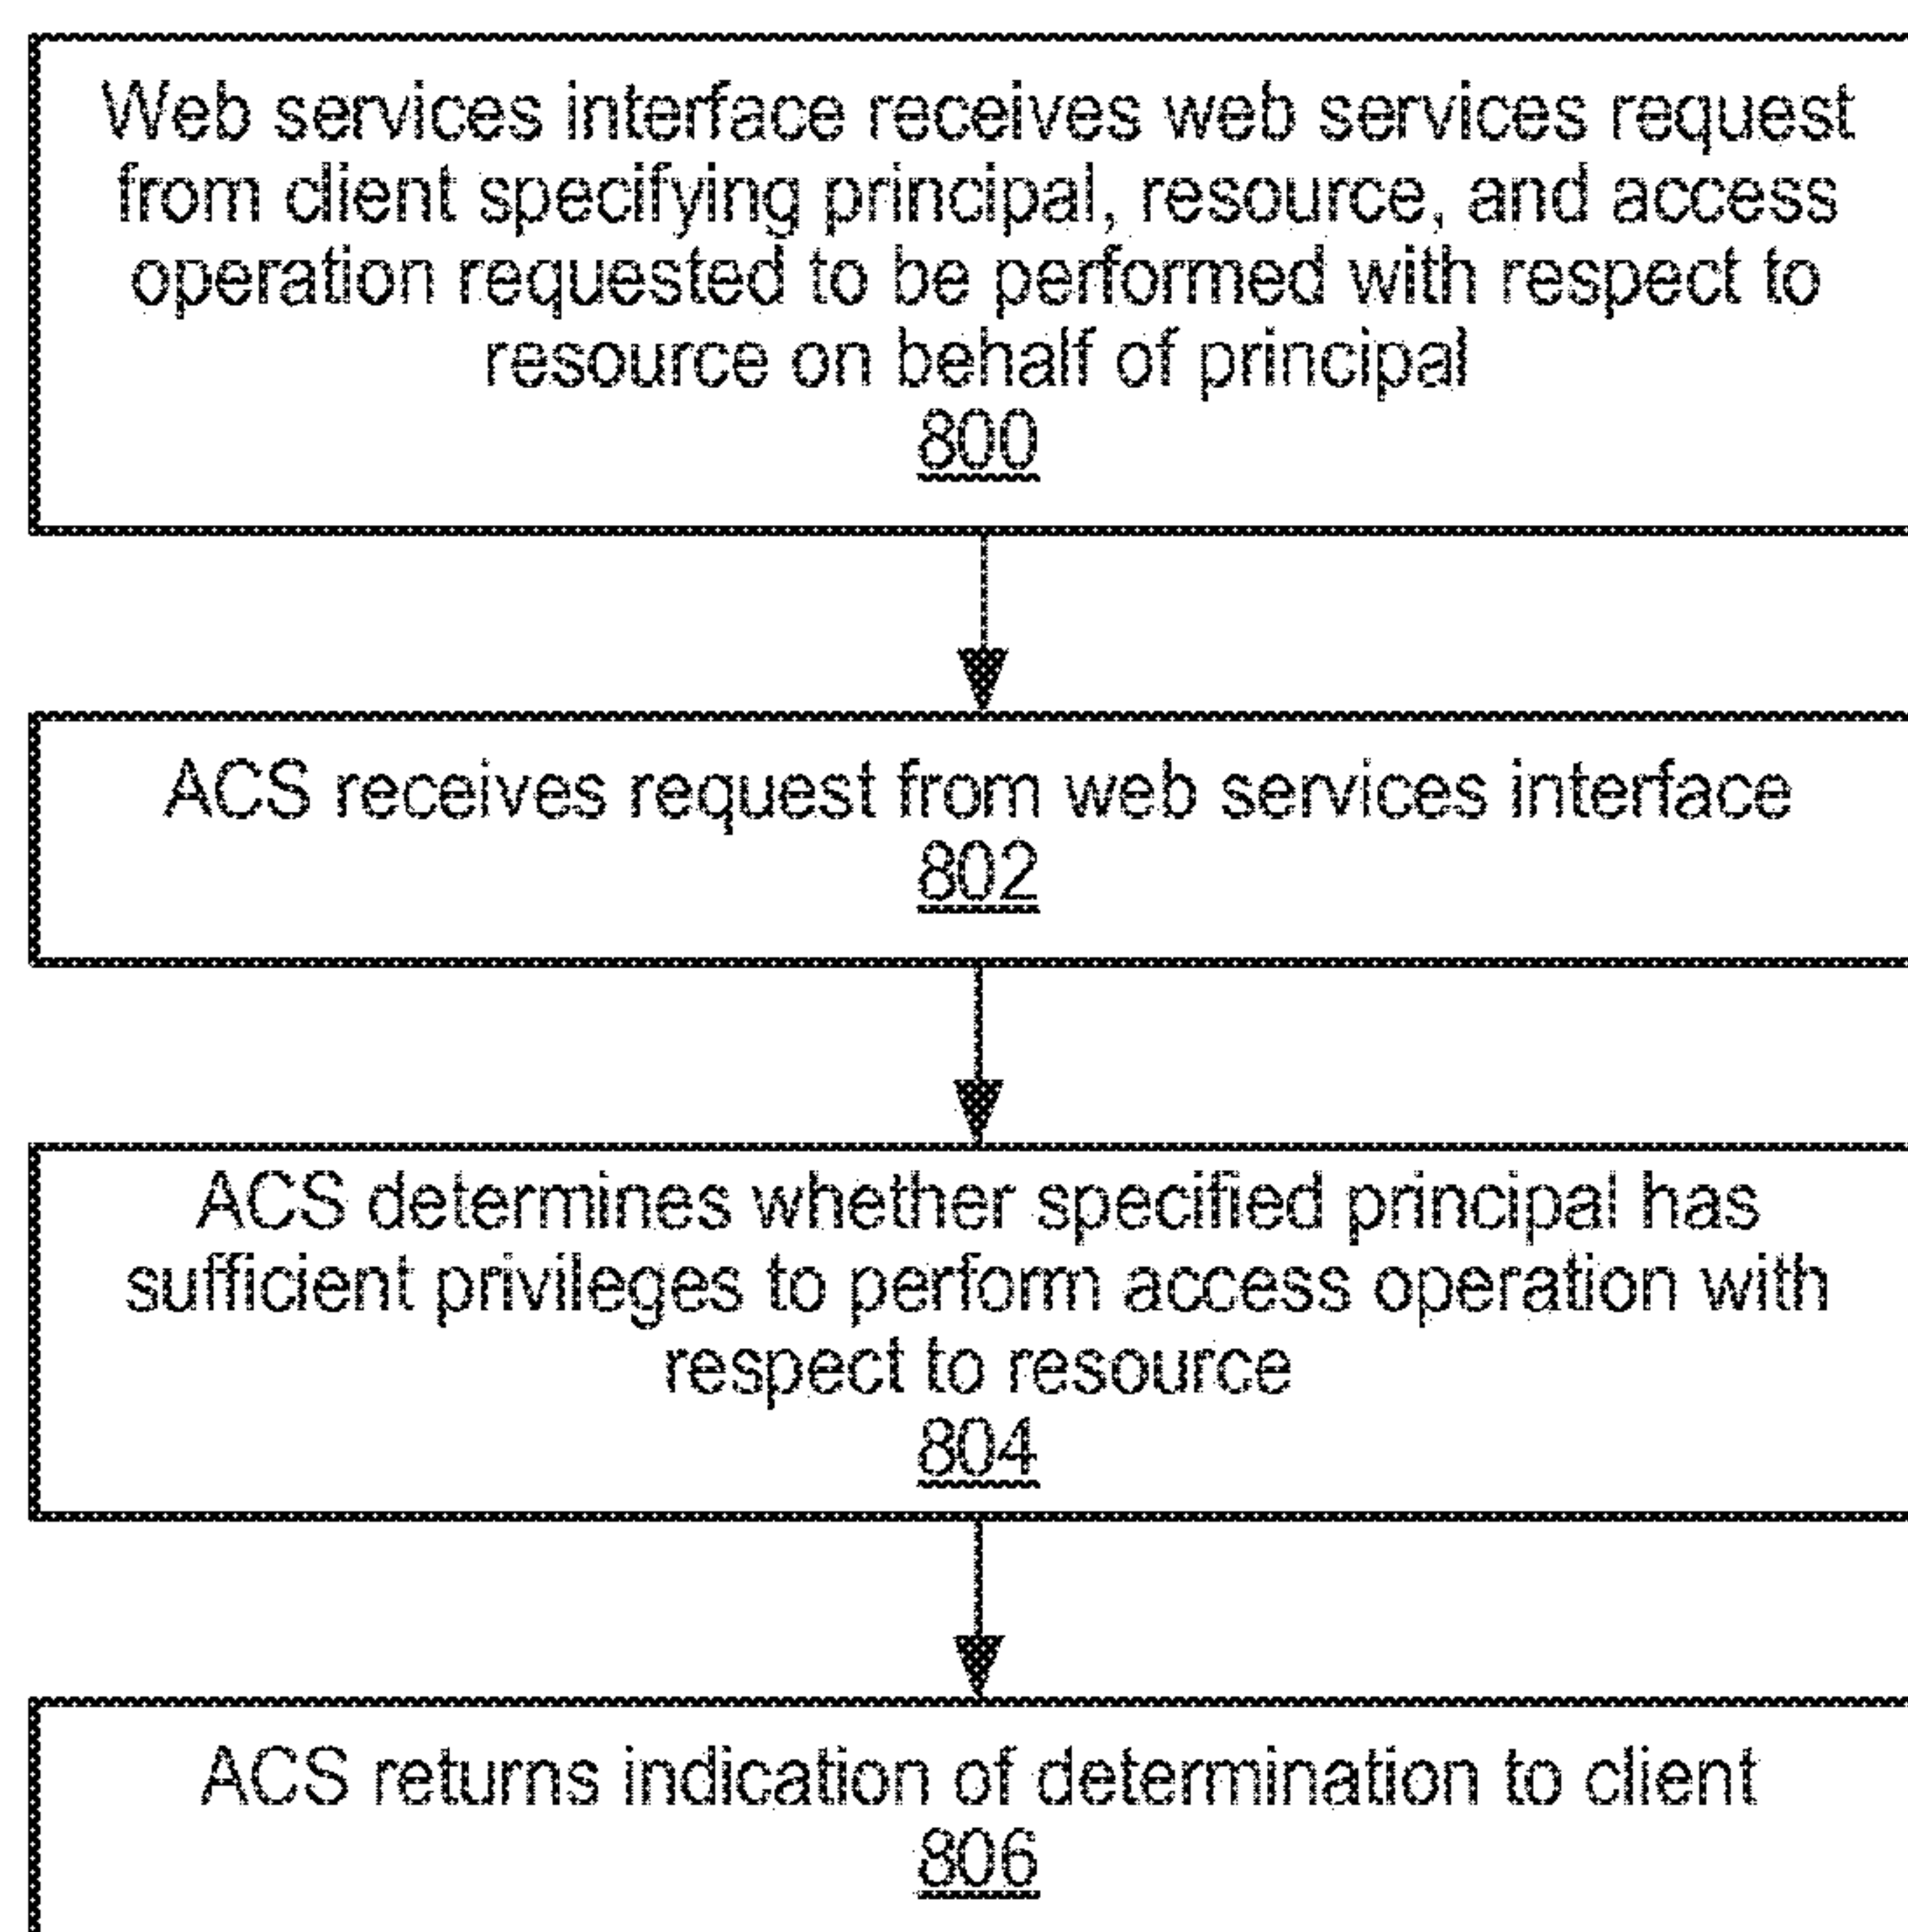 Web services interface receives web services request
from client specifying principal, resource, and access
operation requested to be performed with respect to
resource on behalf of principal
800
ACS receives request from web services interface
802
ACS determines whether specified principal has
sufficient privileges to perform access operation with
respect to resource
804
ACS returns indication of determination to client
806